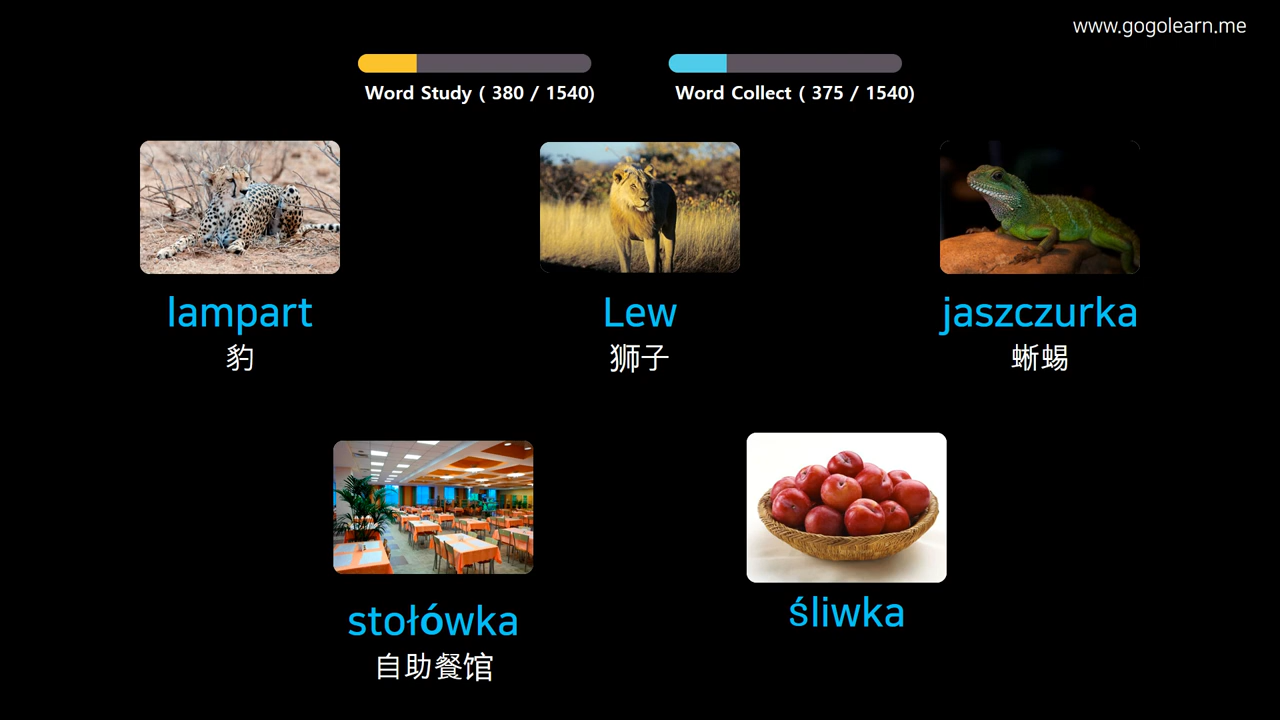 www.gogolearn.me
Word Study ( 380 / 1540)
Word Collect ( 375 / 1540)
lampart
豹
Lew
狮子
jaszczurka
蜥蜴
stołówka
自助餐馆
śliwka